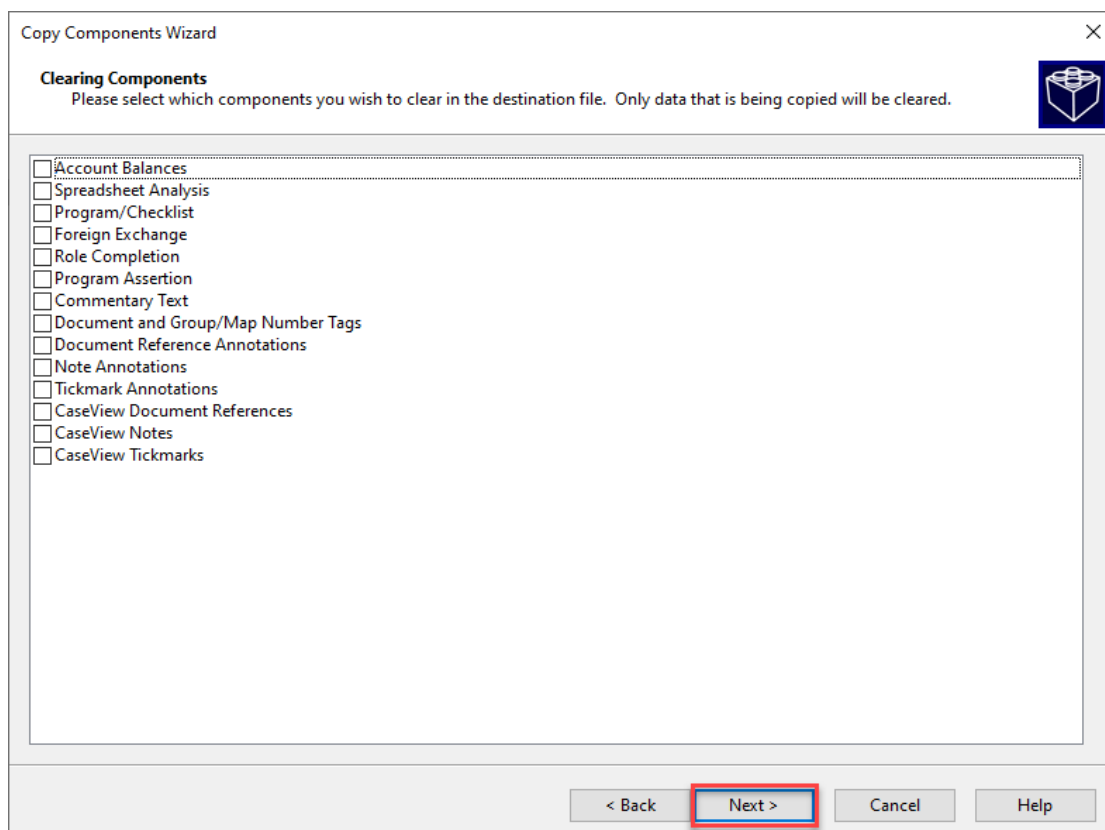 Copy Components Wizard
Clearing Components
Please select which components you wish to clear in the destination file. Only data that is being copied will be cleared.
Account Balances
Spreadsheet Analysis
Program/Checklist
Foreign Exchange
Role Completion
Program Assertion
Commentary Text
Document and Group/Map Number Tags
Document Reference Annotations
Note Annotations
Tickmark Annotations
CaseView Document References
CaseView Notes
CaseView Tickmarks
< Back Next > Cancel Help